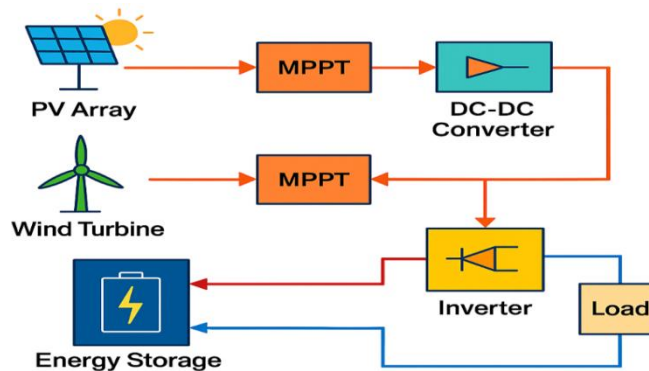 MPPT
PV Array
DC-DC
Converter
MPPT
Wind Turbine
Inverter
Load
Energy Storage